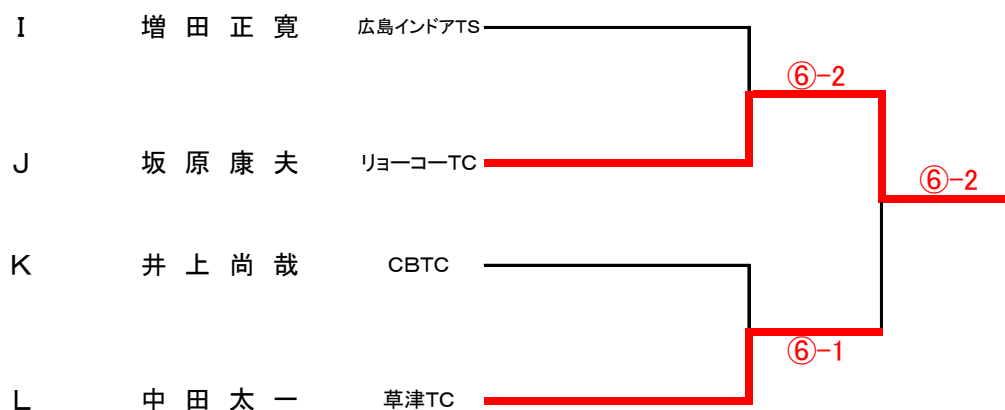 I 増田正寛 広島インドアTS
⑥-2
J 坂原康夫 リョーコーTC
⑥-2
K 井上尚哉 CBTC
⑥-1
L 中田太一 草津TC